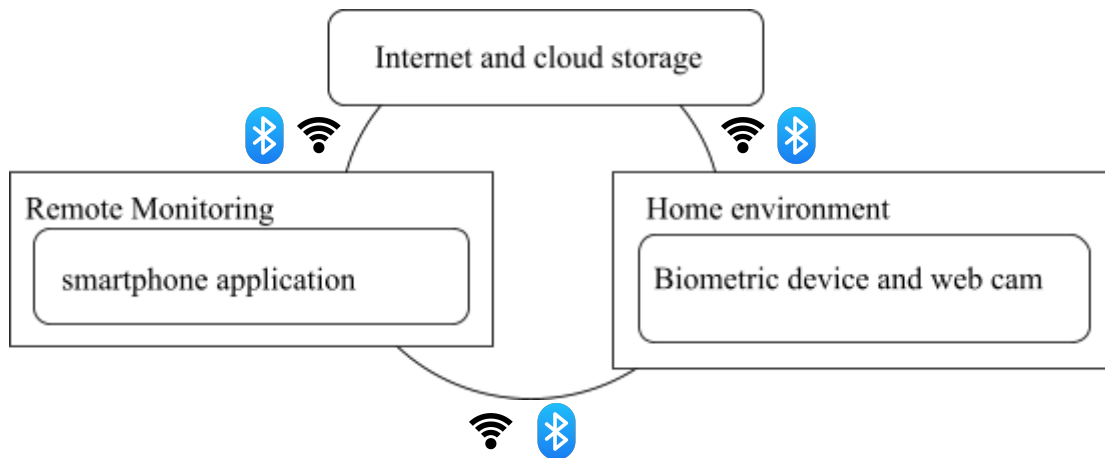 Internet and cloud storage
Remote Monitoring
smartphone application
Home environment
Biometric device and web cam